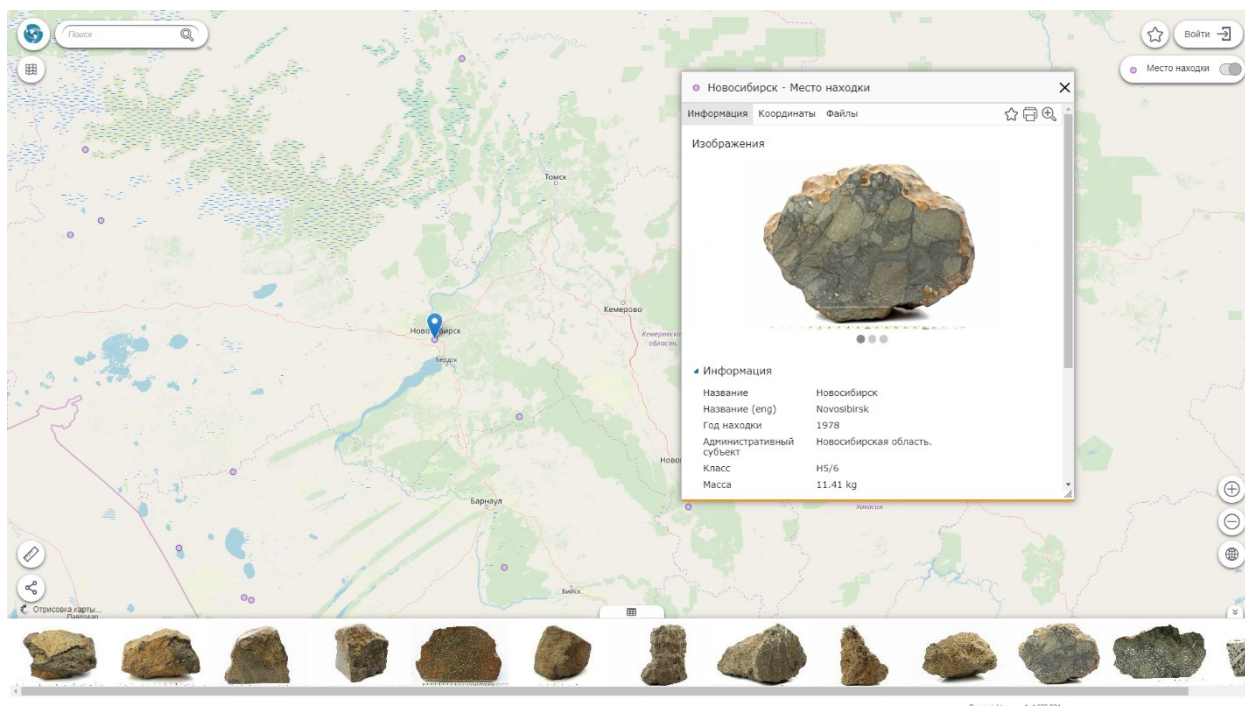 Поиск
Войти
Место находки
Новосибирск - Место находки
Информация Координаты Файлы
Изображения
Томск
Кемерово
Бердск
Информация
Название Новосибирск
Название (eng) Novosibirsk
Год находки 1978
Административный субъект Новосибирская область.
Класс H5/6
Масса 11.41 kg
Барнаул
Хакасия
Бийск
Отрисовка карты...
Павлодар